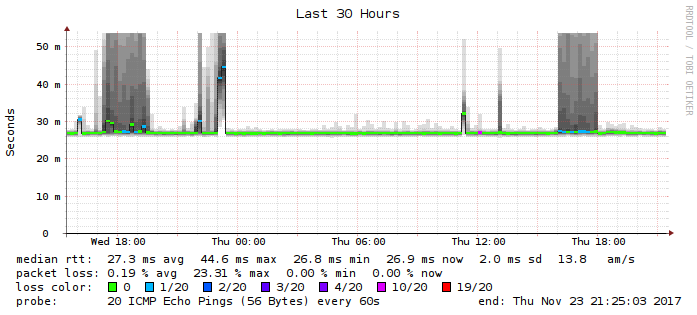 Last 30 Hours
RRDTOOL / TOBI OETIKER
Seconds
50 m
40 m
30 m
20 m
10 m
0
Wed 18:00 Thu 00:00 Thu 06:00 Thu 12:00 Thu 18:00
median rtt: 27.3 ms avg 44.6 ms max 26.8 ms min 26.9 ms now 2.0 ms sd 13.8 am/s
packet loss: 0.19 % avg 23.31 % max 0.00 % min 0.00 % now
loss color: 0 1/20 2/20 3/20 4/20 10/20 19/20
probe: 20 ICMP Echo Pings (56 Bytes) every 60s end: Thu Nov 23 21:25:03 2017